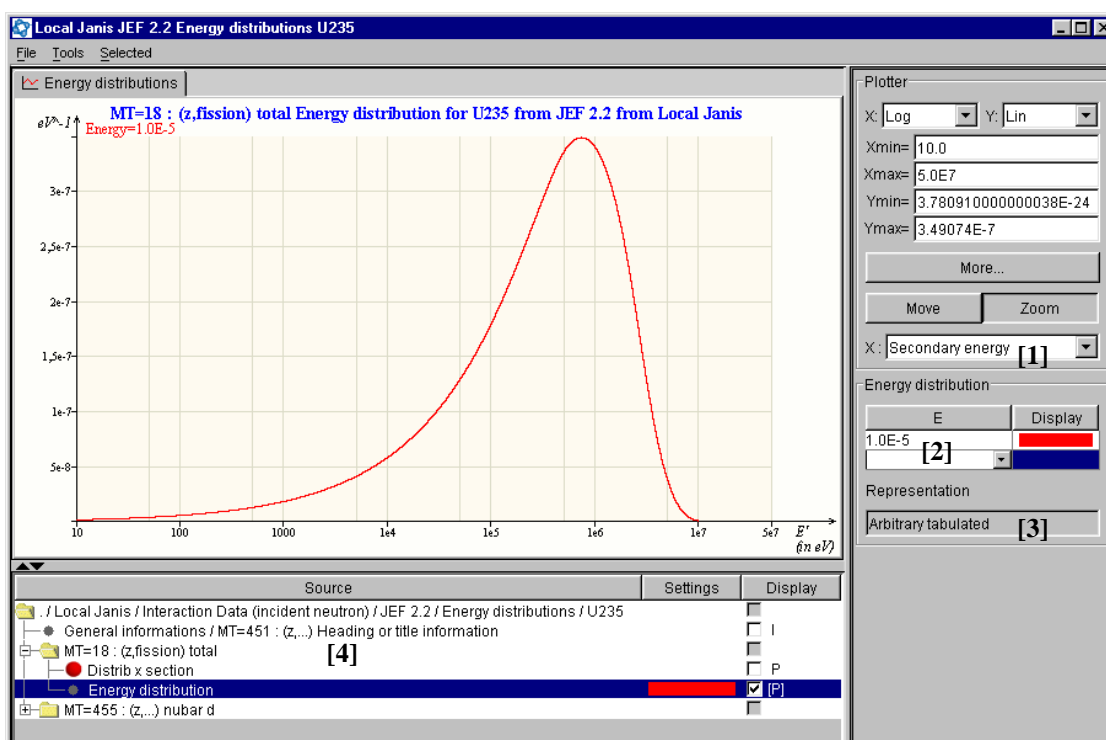 Local Janis JEF 2.2 Energy distributions U235
File Tools Selected
Energy distributions
MT=18 : (z,fission) total Energy distribution for U235 from JEF 2.2 from Local Janis
eV^-1
Energy=1.0E-5
3e-7
2,5e-7
2e-7
1,5e-7
1e-7
5e-8
10 100 1000 1e4 1e5 1e6 1e7 5e7 E'
(in eV)
Plotter
X: Log Y: Lin
Xmin= 10.0
Xmax= 5.0E7
Ymin= 3.780910000000038E-24
Ymax= 3.49074E-7
More...
Move Zoom
X : Secondary energy [1]
Energy distribution
E Display
1.0E-5 [2]
Representation
Arbitrary tabulated [3]
Source Settings Display
. / Local Janis / Interaction Data (incident neutron) / JEF 2.2 / Energy distributions / U235
General informations / MT=451 : (z,...) Heading or title information I
MT=18 : (z,fission) total [4]
Distrib x section P
Energy distribution [P]
MT=455 : (z,...) nubar d